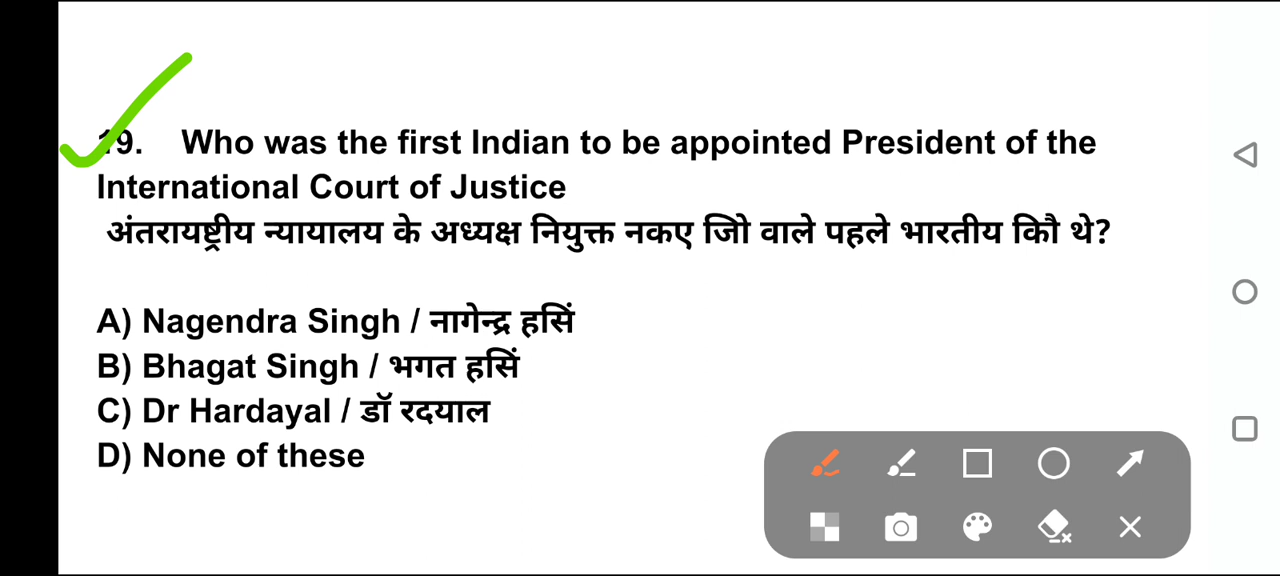 19. Who was the first Indian to be appointed President of the
International Court of Justice
अंतरायष्ट्रीय न्यायालय के अध्यक्ष नियुक्त नकए जाेि वाले पहले भारतीय काैि थे?
A) Nagendra Singh / नागेन्द्र हसिं
B) Bhagat Singh / भगत हसिं
C) Dr Hardayal / डॉ रदयाल
D) None of these